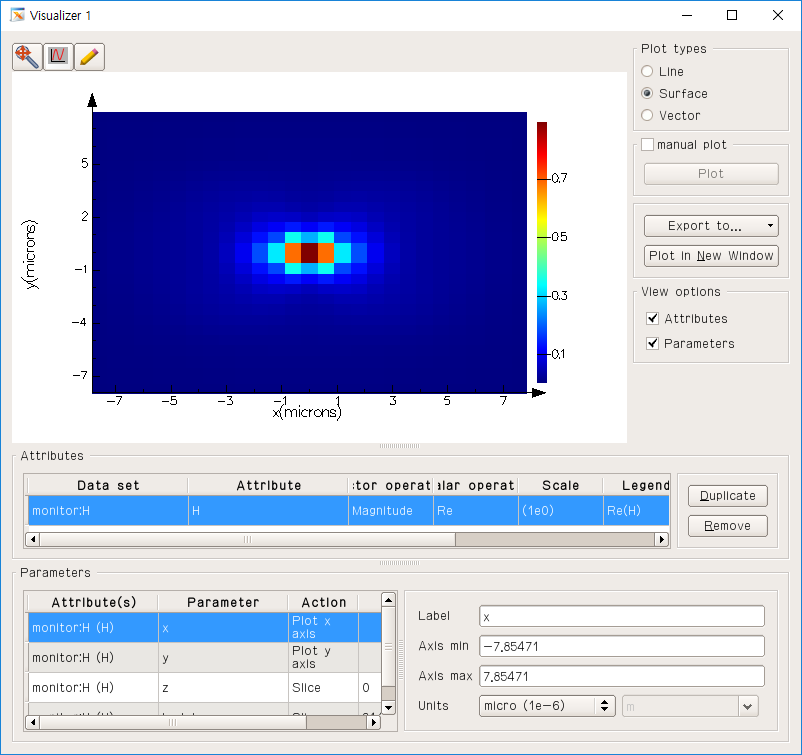 Visualizer 1
Plot types
Line
Surface
Vector
manual plot
Plot
Export to...
Plot In New Window
View options
Attributes
Parameters
y(microns)
5
2
−1
−4
−7
−7
−5
−3
−1
1
3
5
7
x(microns)
0.7
0.5
0.3
0.1
Attributes
Data set Attribute :tor operat alar operat Scale Legend
monitor:H H Magnitude Re (1e0) Re(H)
Duplicate
Remove
Parameters
Attribute(s) Parameter Action
monitor:H (H) x Plot x
axis
monitor:H (H) y Plot y
axis
monitor:H (H) z Slice 0
Label x
Axis min −7.85471
Axis max 7.85471
Units micro (1e−6) m